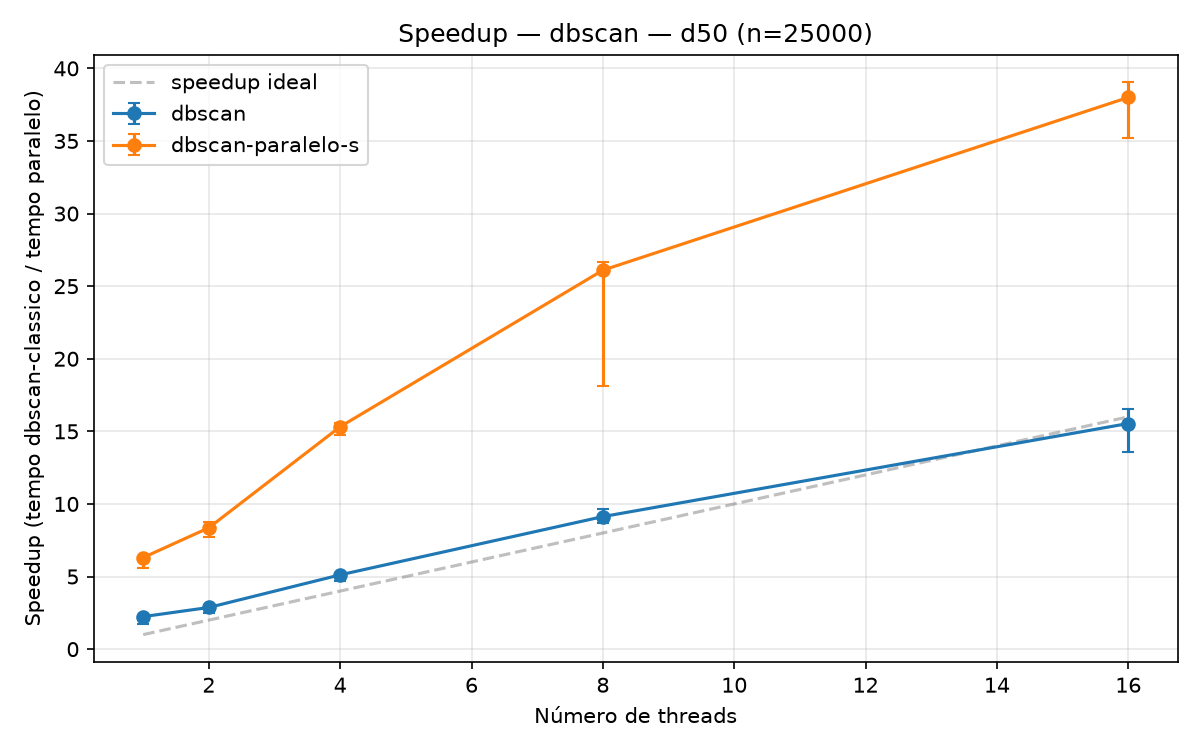 Speedup — dbscan — d50 (n=25000)
speedup ideal
dbscan
dbscan-paralelo-s
Speedup (tempo dbscan-classico / tempo paralelo)
40
35
30
25
20
15
10
5
0
2 4 6 8 10 12 14 16
Número de threads